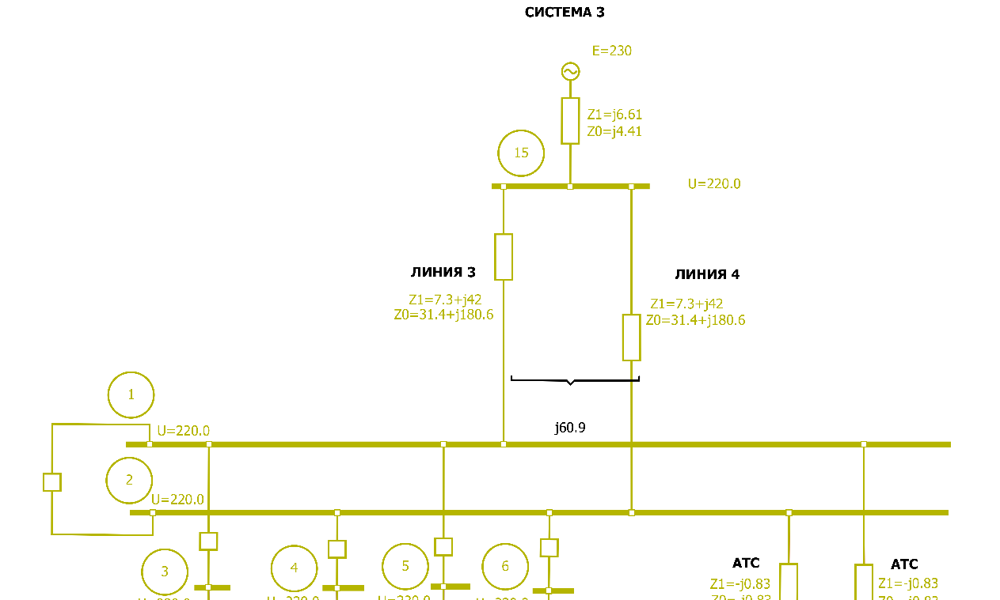 СИСТЕМА 3
E=230
Z1=j6.61
Z0=j4.41
15
U=220.0
ЛИНИЯ 3
ЛИНИЯ 4
Z1=7.3+j42
Z0=31.4+j180.6
Z1=7.3+j42
Z0=31.4+j180.6
1
j60.9
U=220.0
2
U=220.0
3
4
5
6
АТС
АТС
Z1=-j0.83
Z1=-j0.83